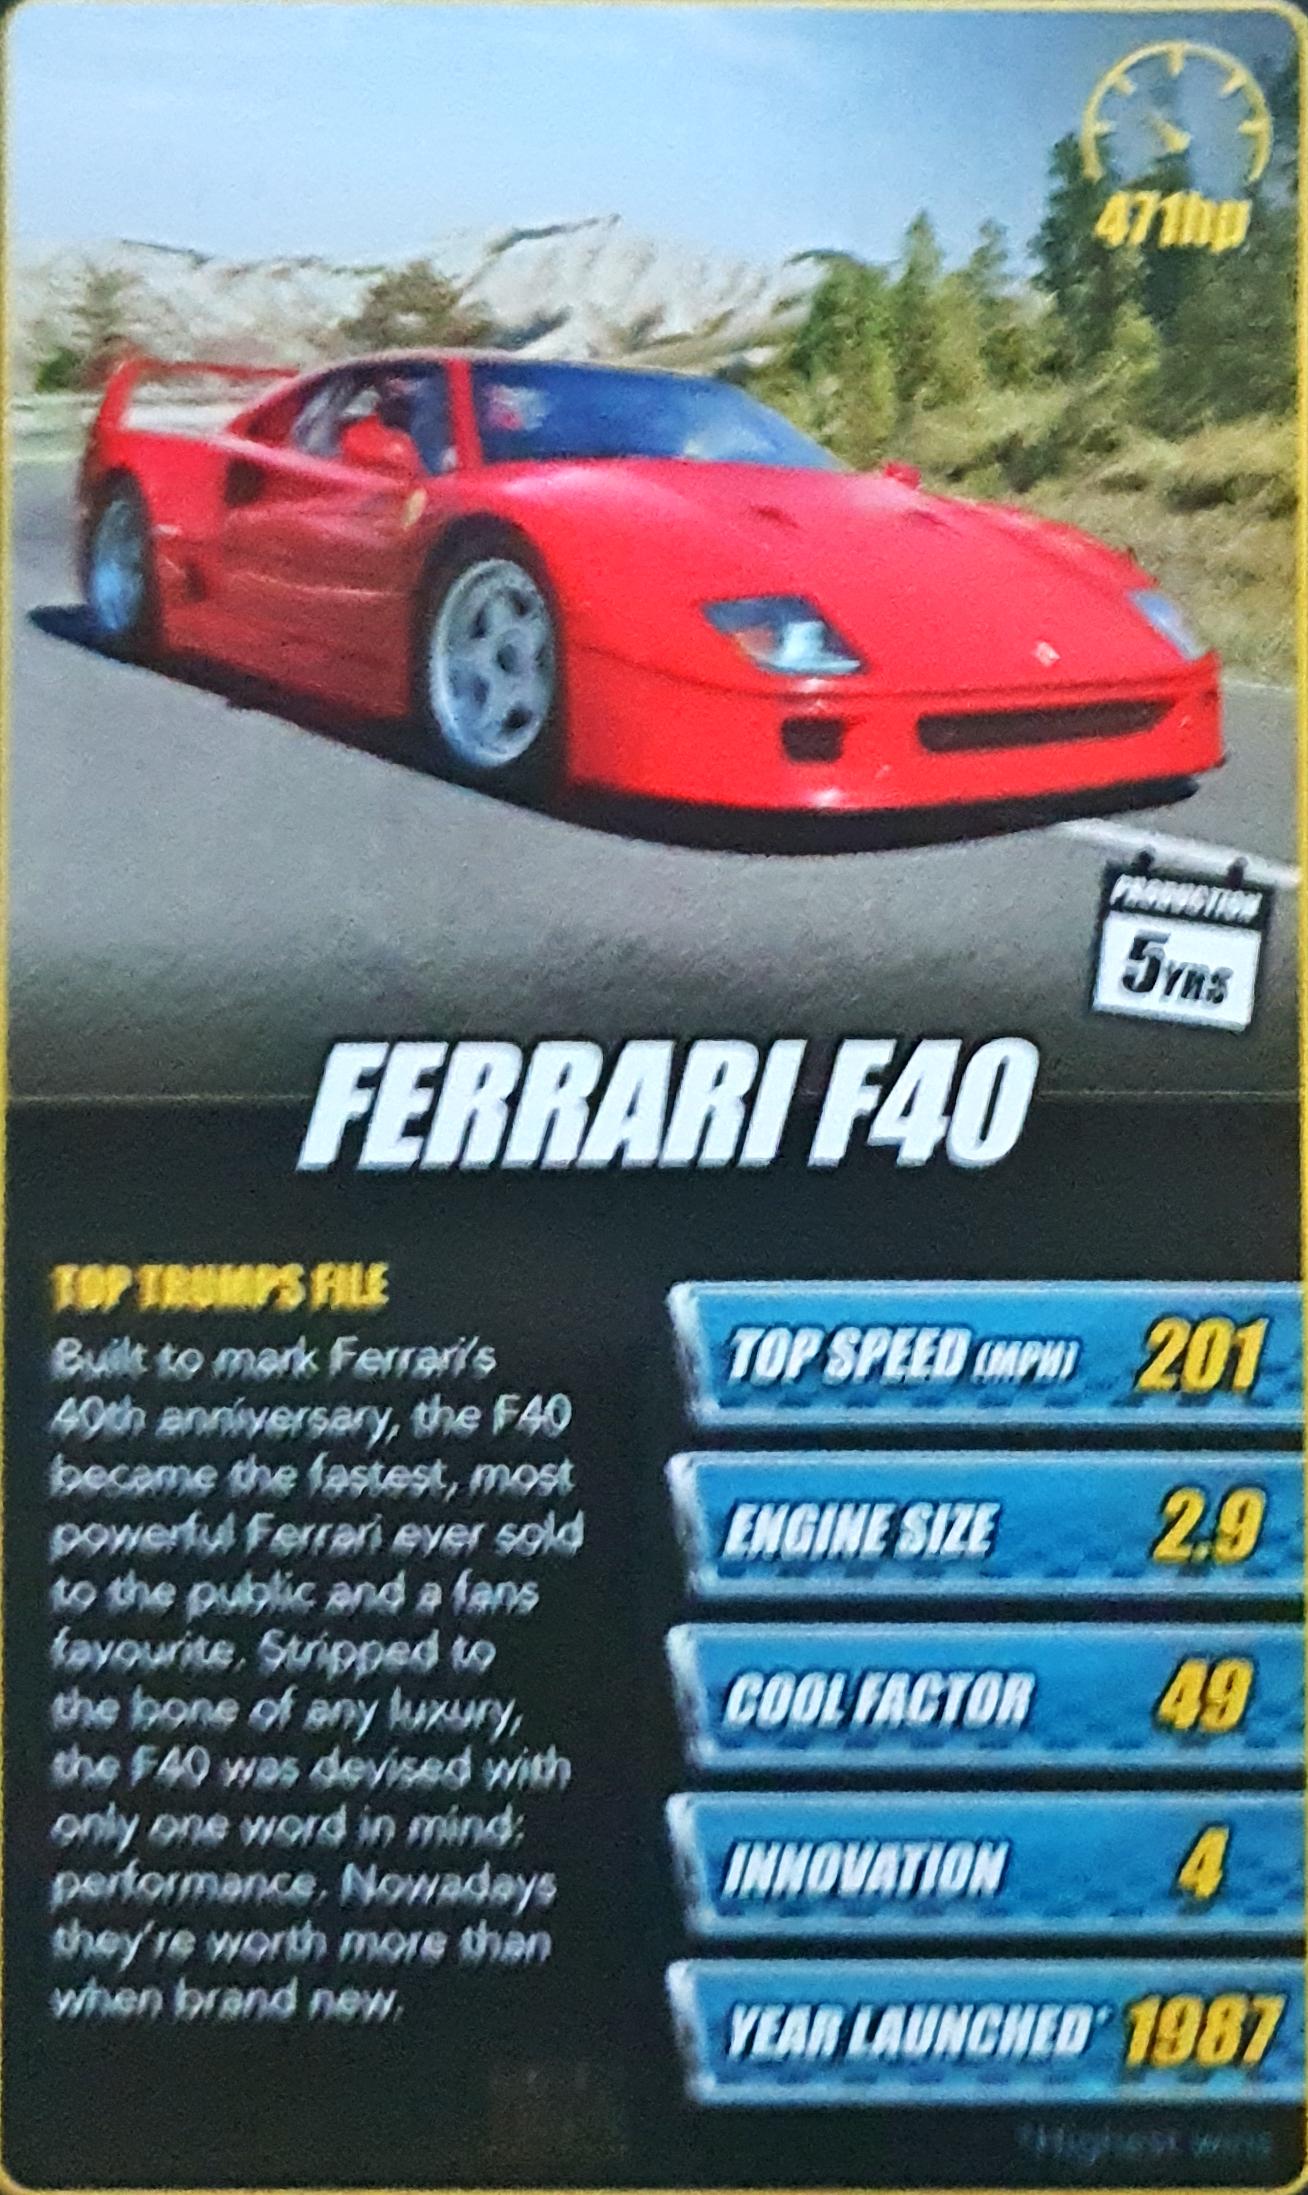 471hp
PRODUCTION
5YRS
FERRARI F40
TOP TRUMPS FILE
Built to mark Ferrari's
40th anniversary, the F40
became the fastest, most
powerful Ferrari ever sold
to the public and a fans
favourite. Stripped to
the bone of any luxury,
the F40 was devised with
only one word in mind:
performance. Nowadays
they're worth more than
when brand new.
TOP SPEED (MPH) 201
ENGINE SIZE 2.9
COOL FACTOR 49
INNOVATION 4
YEAR LAUNCHED* 1987
*Highest wins